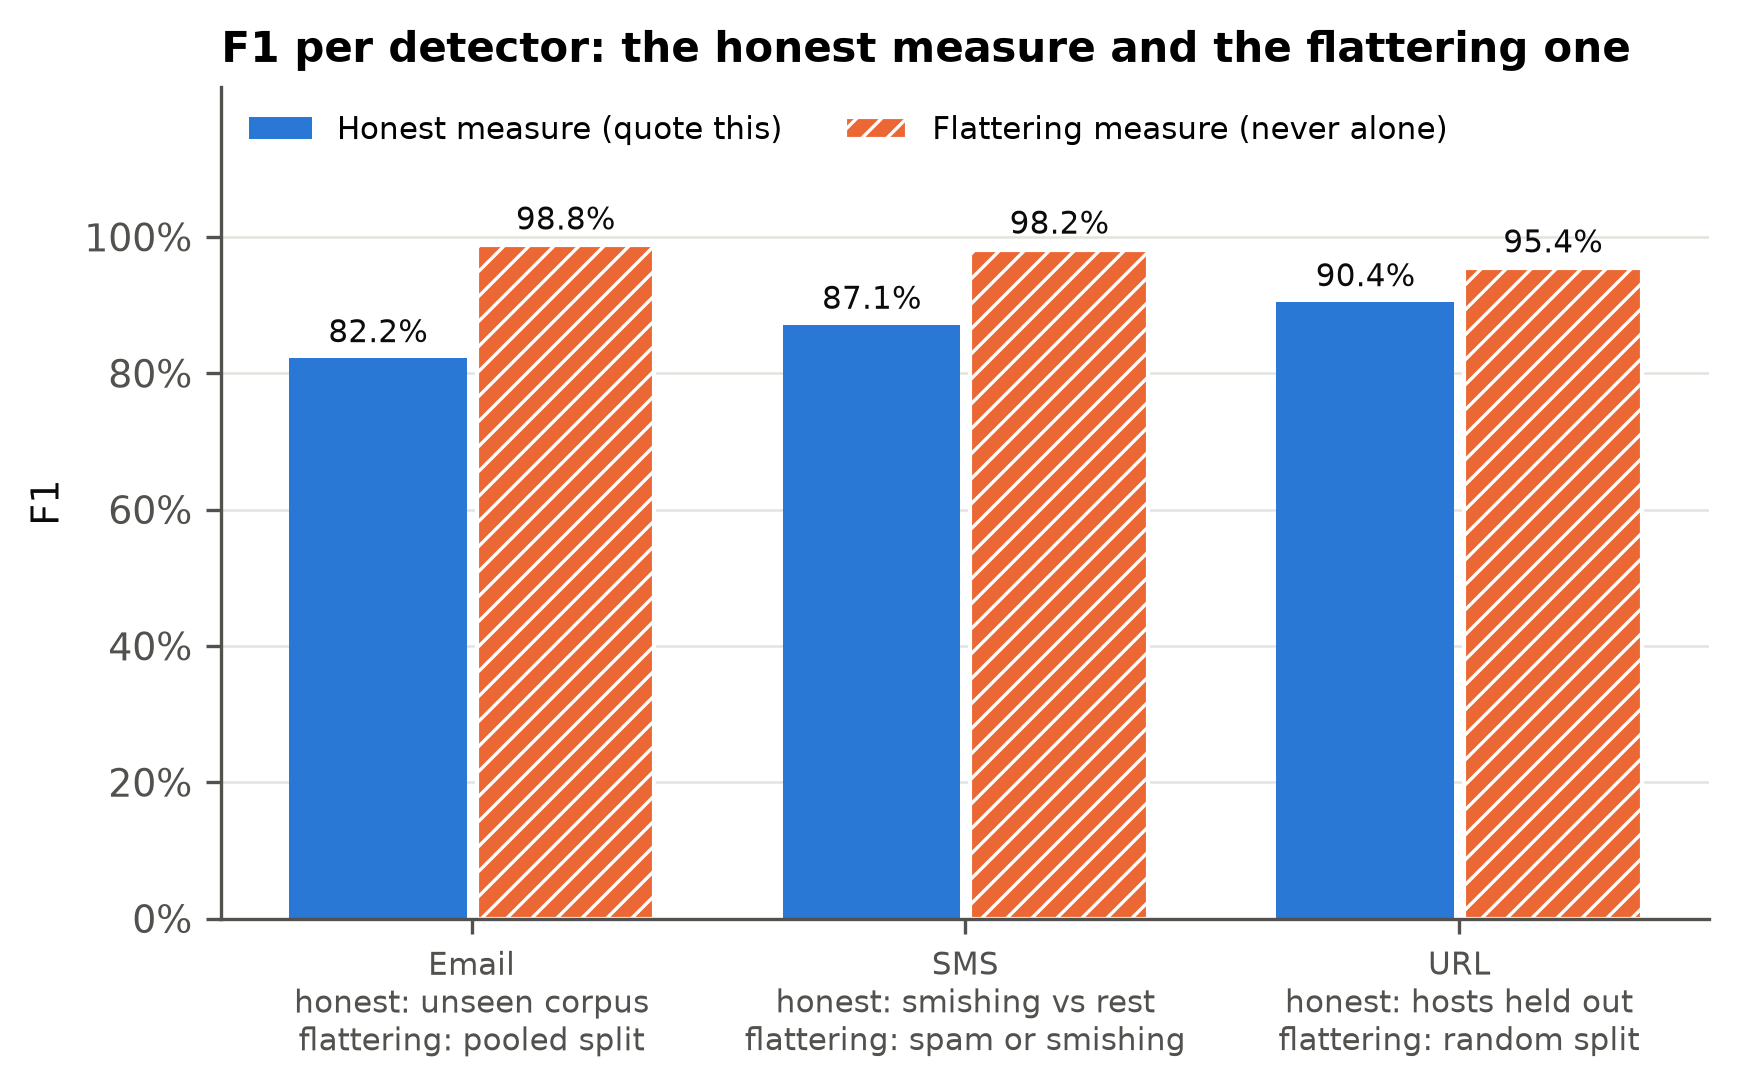 F1 per detector: the honest measure and the flattering one
Honest measure (quote this)
Flattering measure (never alone)
F1
100%
80%
60%
40%
20%
0%
82.2%
98.8%
87.1%
98.2%
90.4%
95.4%
Email
honest: unseen corpus
flattering: pooled split
SMS
honest: smishing vs rest
flattering: spam or smishing
URL
honest: hosts held out
flattering: random split